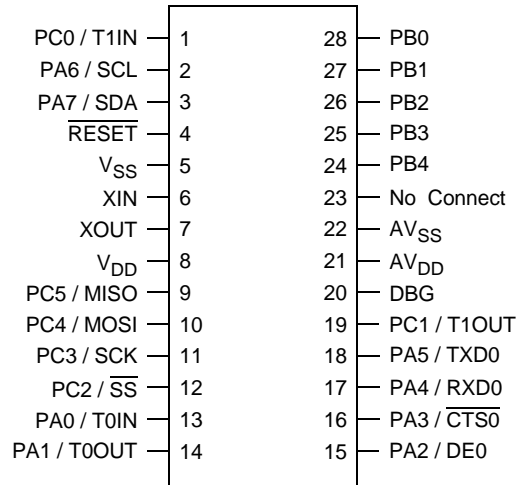 PC0 / T1IN 1 28 PB0
PA6 / SCL 2 27 PB1
PA7 / SDA 3 26 PB2
R̅E̅S̅E̅T̅ 4 25 PB3
VSS 5 24 PB4
XIN 6 23 No Connect
XOUT 7 22 AVSS
VDD 8 21 AVDD
PC5 / MISO 9 20 DBG
PC4 / MOSI 10 19 PC1 / T1OUT
PC3 / SCK 11 18 PA5 / TXD0
PC2 / S̅S̅ 12 17 PA4 / RXD0
PA0 / T0IN 13 16 PA3 / C̅T̅S̅0̅
PA1 / T0OUT 14 15 PA2 / DE0